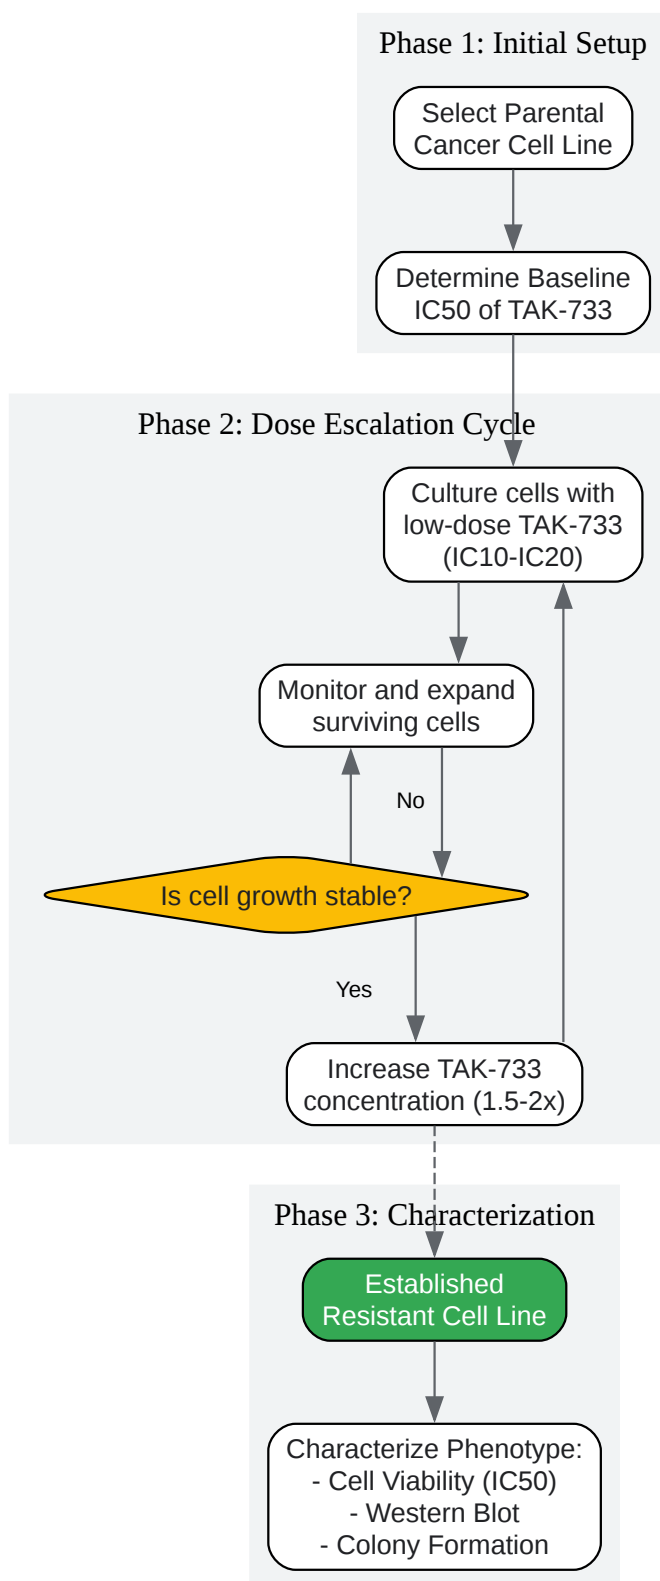 Phase 1: Initial Setup
Select Parental
Cancer Cell Line
Determine Baseline
IC50 of TAK-733
Phase 2: Dose Escalation Cycle
Culture cells with
low-dose TAK-733
(IC10-IC20)
Monitor and expand
surviving cells
No
Is cell growth stable?
Yes
Increase TAK-733
concentration (1.5-2x)
Phase 3: Characterization
Established
Resistant Cell Line
Characterize Phenotype:
- Cell Viability (IC50)
- Western Blot
- Colony Formation